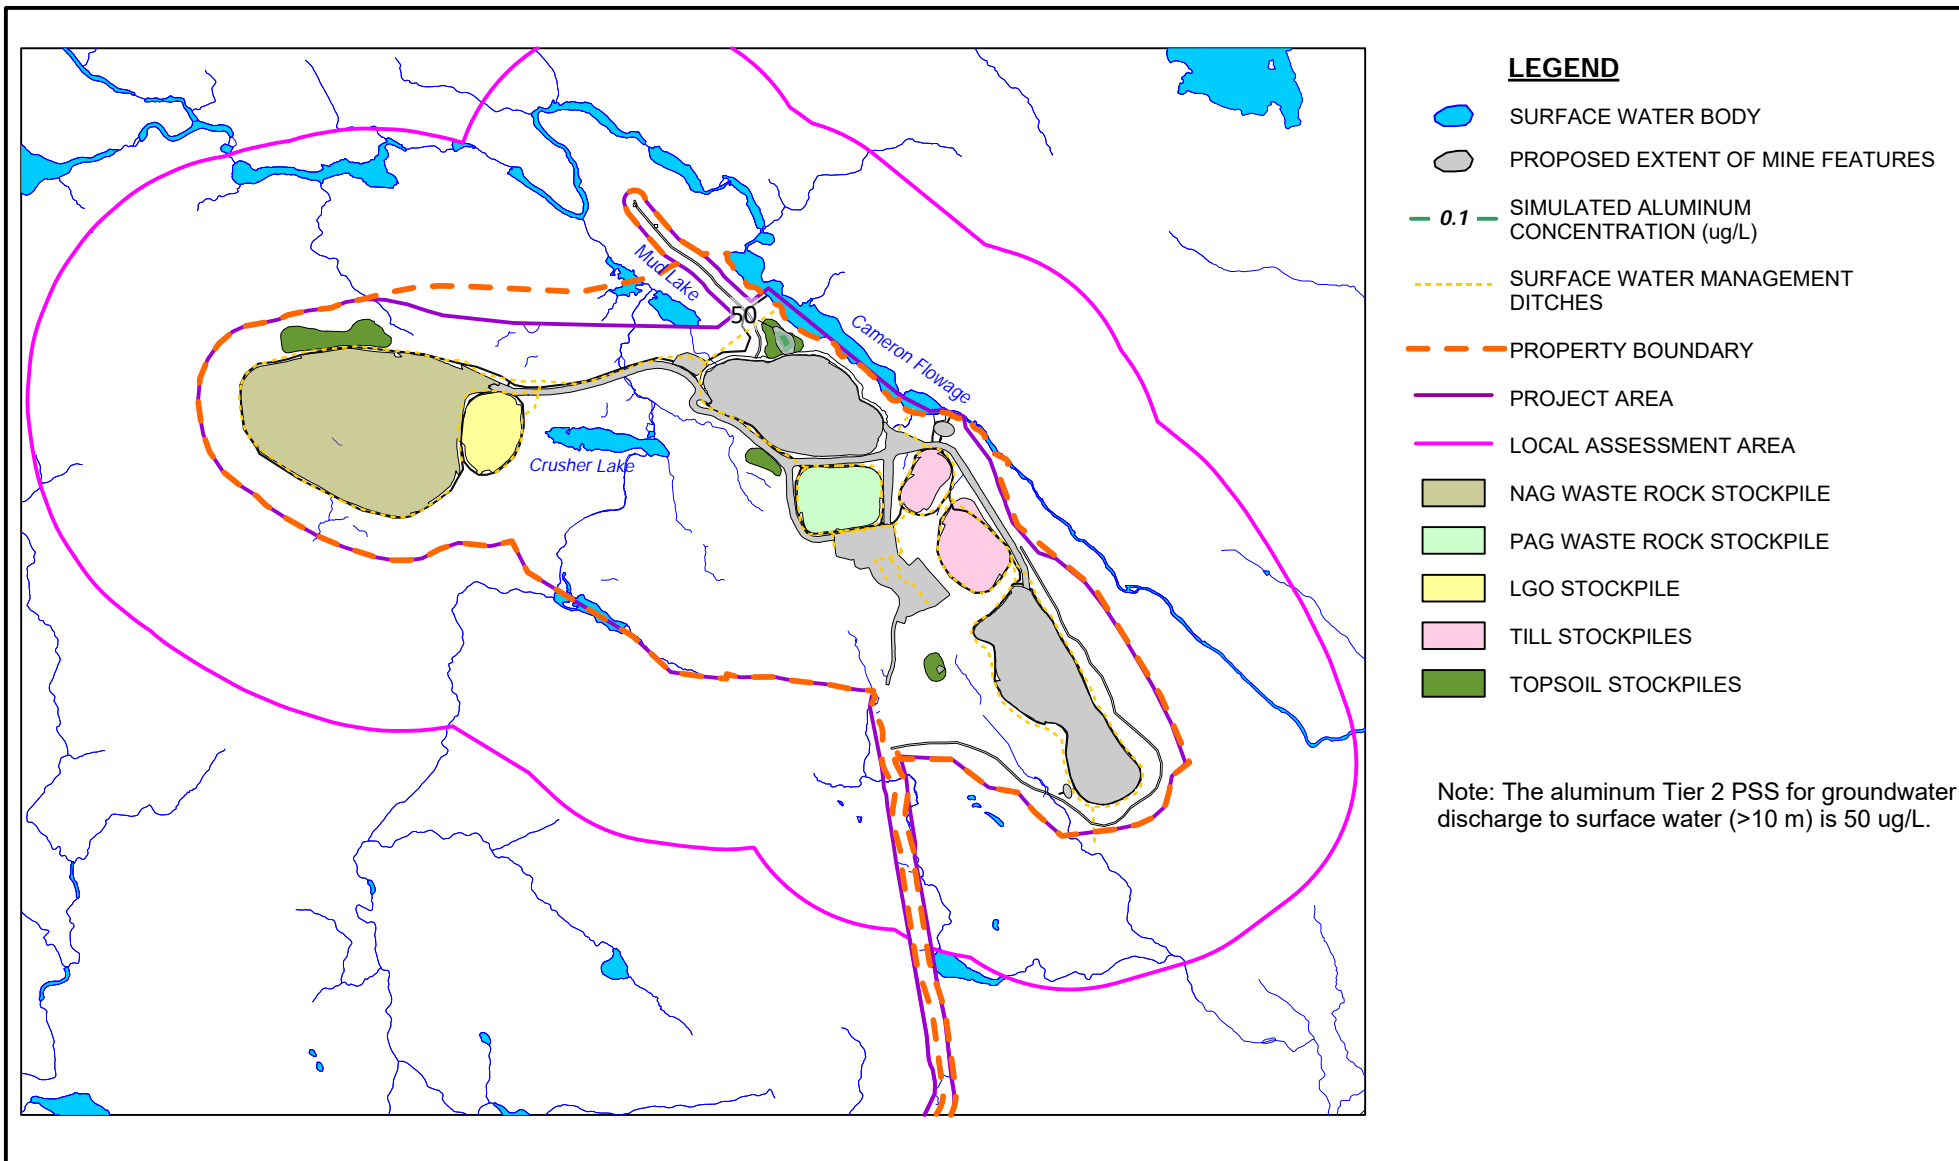 LEGEND
SURFACE WATER BODY
PROPOSED EXTENT OF MINE FEATURES
0.1
SIMULATED ALUMINUM
CONCENTRATION (ug/L)
SURFACE WATER MANAGEMENT
DITCHES
PROPERTY BOUNDARY
PROJECT AREA
LOCAL ASSESSMENT AREA
NAG WASTE ROCK STOCKPILE
PAG WASTE ROCK STOCKPILE
LGO STOCKPILE
TILL STOCKPILES
TOPSOIL STOCKPILES
Note: The aluminum Tier 2 PSS for groundwater
discharge to surface water (>10 m) is 50 ug/L.
Mud Lake
50
Cameron Flowage
Crusher Lake